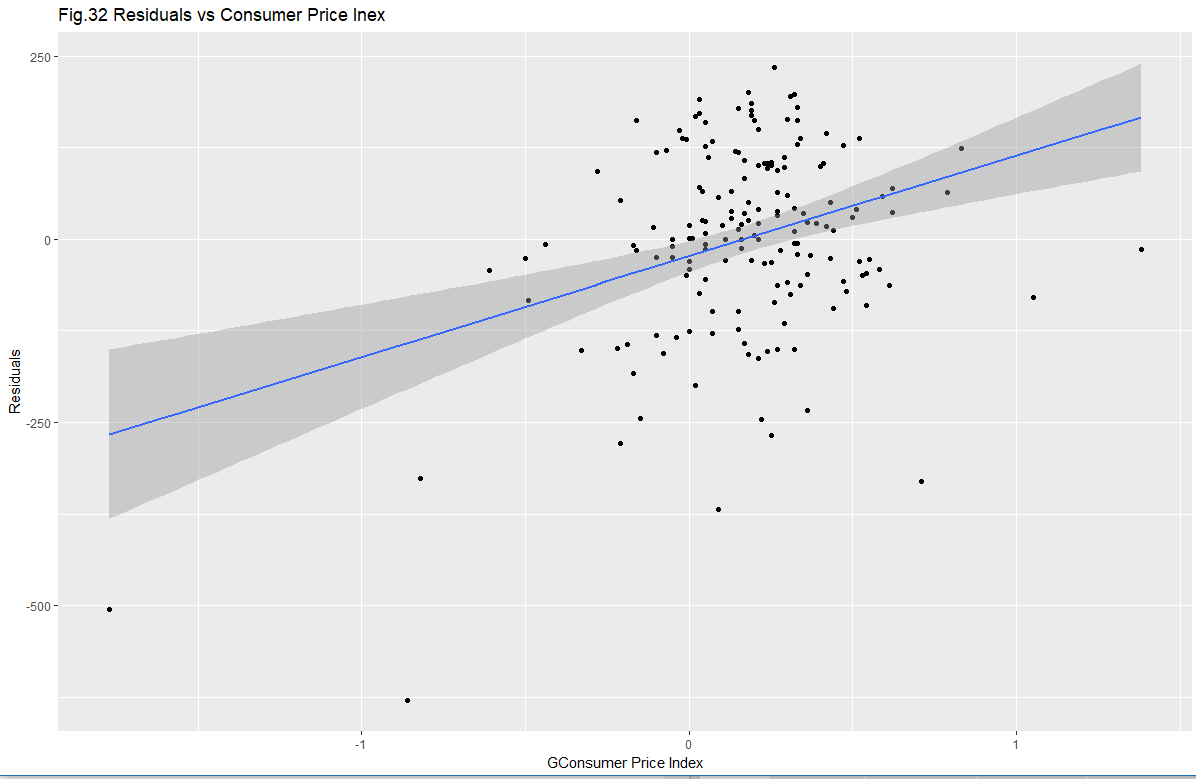 Fig.32 Residuals vs Consumer Price Inex
250
0
-250
-500
Residuals
-1
0
1
GConsumer Price Index